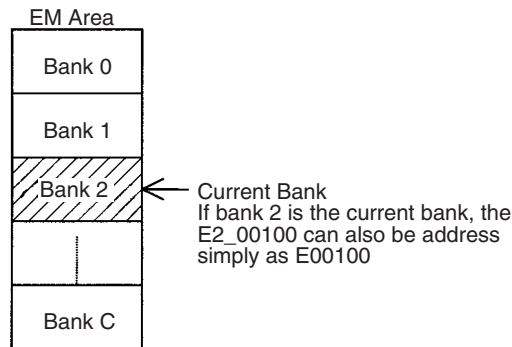 EM Area
Bank 0
Bank 1
Bank 2
Current Bank
If bank 2 is the current bank, the
E2_00100 can also be address
simply as E00100
Bank C